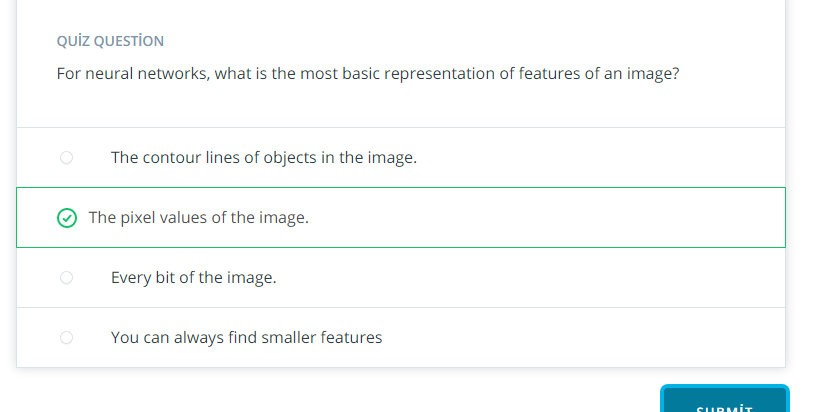 QUİZ QUESTİON
For neural networks, what is the most basic representation of features of an image?
The contour lines of objects in the image.
The pixel values of the image.
Every bit of the image.
You can always find smaller features
SUBMİT